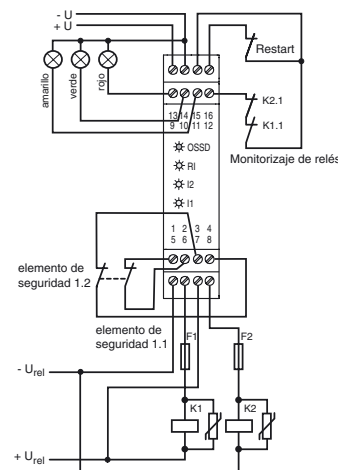 - U
+ U
Restart
amarillo
verde
rojo
K2.1
K1.1
13 14 15 16
9 10 11 12
Monitorizaje de relés
OSSD
RI
I2
I1
1 2 3 4
5 6 7 8
elemento de
seguridad 1.2
elemento de
seguridad 1.1
F1
F2
- Urel
K1
K2
+ Urel